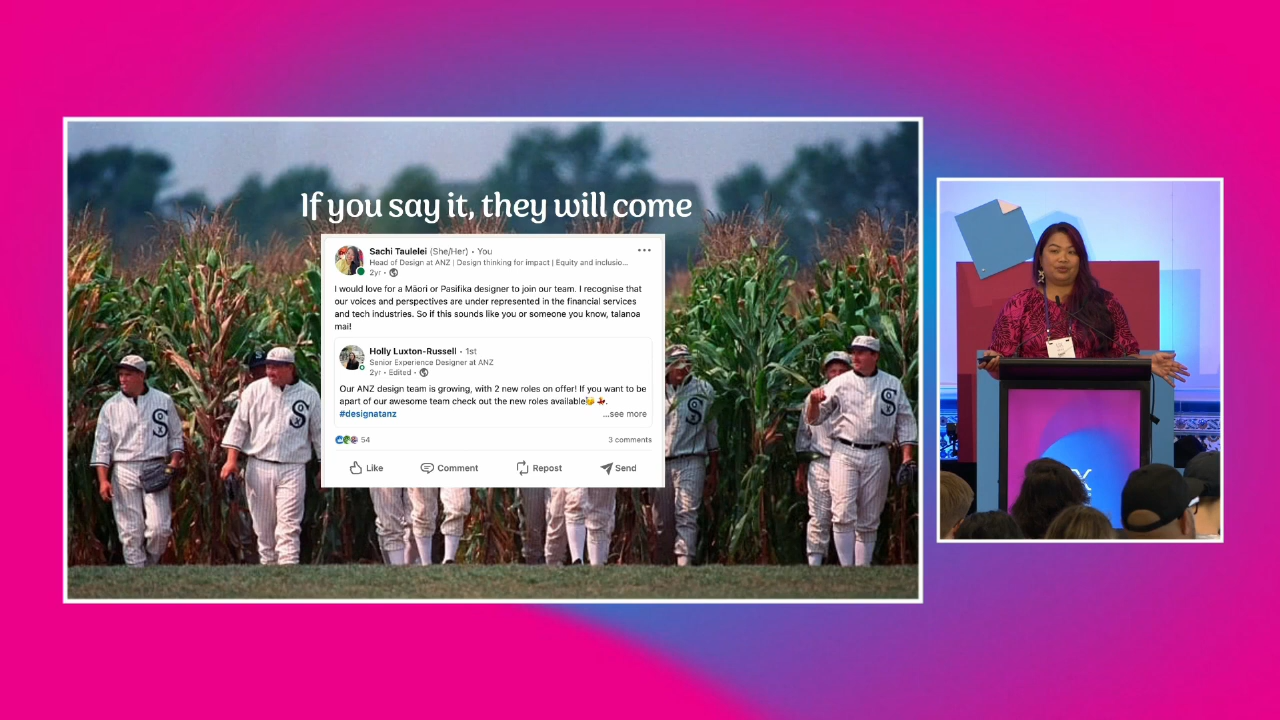 If you say it, they will come
Sachi Taulelei (She/Her) • You
Head of Design at ANZ | Design thinking for impact | Equity and inclusio...
2yr •
I would love for a Māori or Pasifika designer to join our team. I recognise that
our voices and perspectives are under represented in the financial services
and tech industries. So if this sounds like you or someone you know, talanoa
mai!
Holly Luxton-Russell • 1st
Senior Experience Designer at ANZ
2yr • Edited •
Our ANZ design team is growing, with 2 new roles on offer! If you want to be
apart of our awesome team check out the new roles available😽💃.
#designatanz
...see more
54
3 comments
Like
Comment
Repost
Send